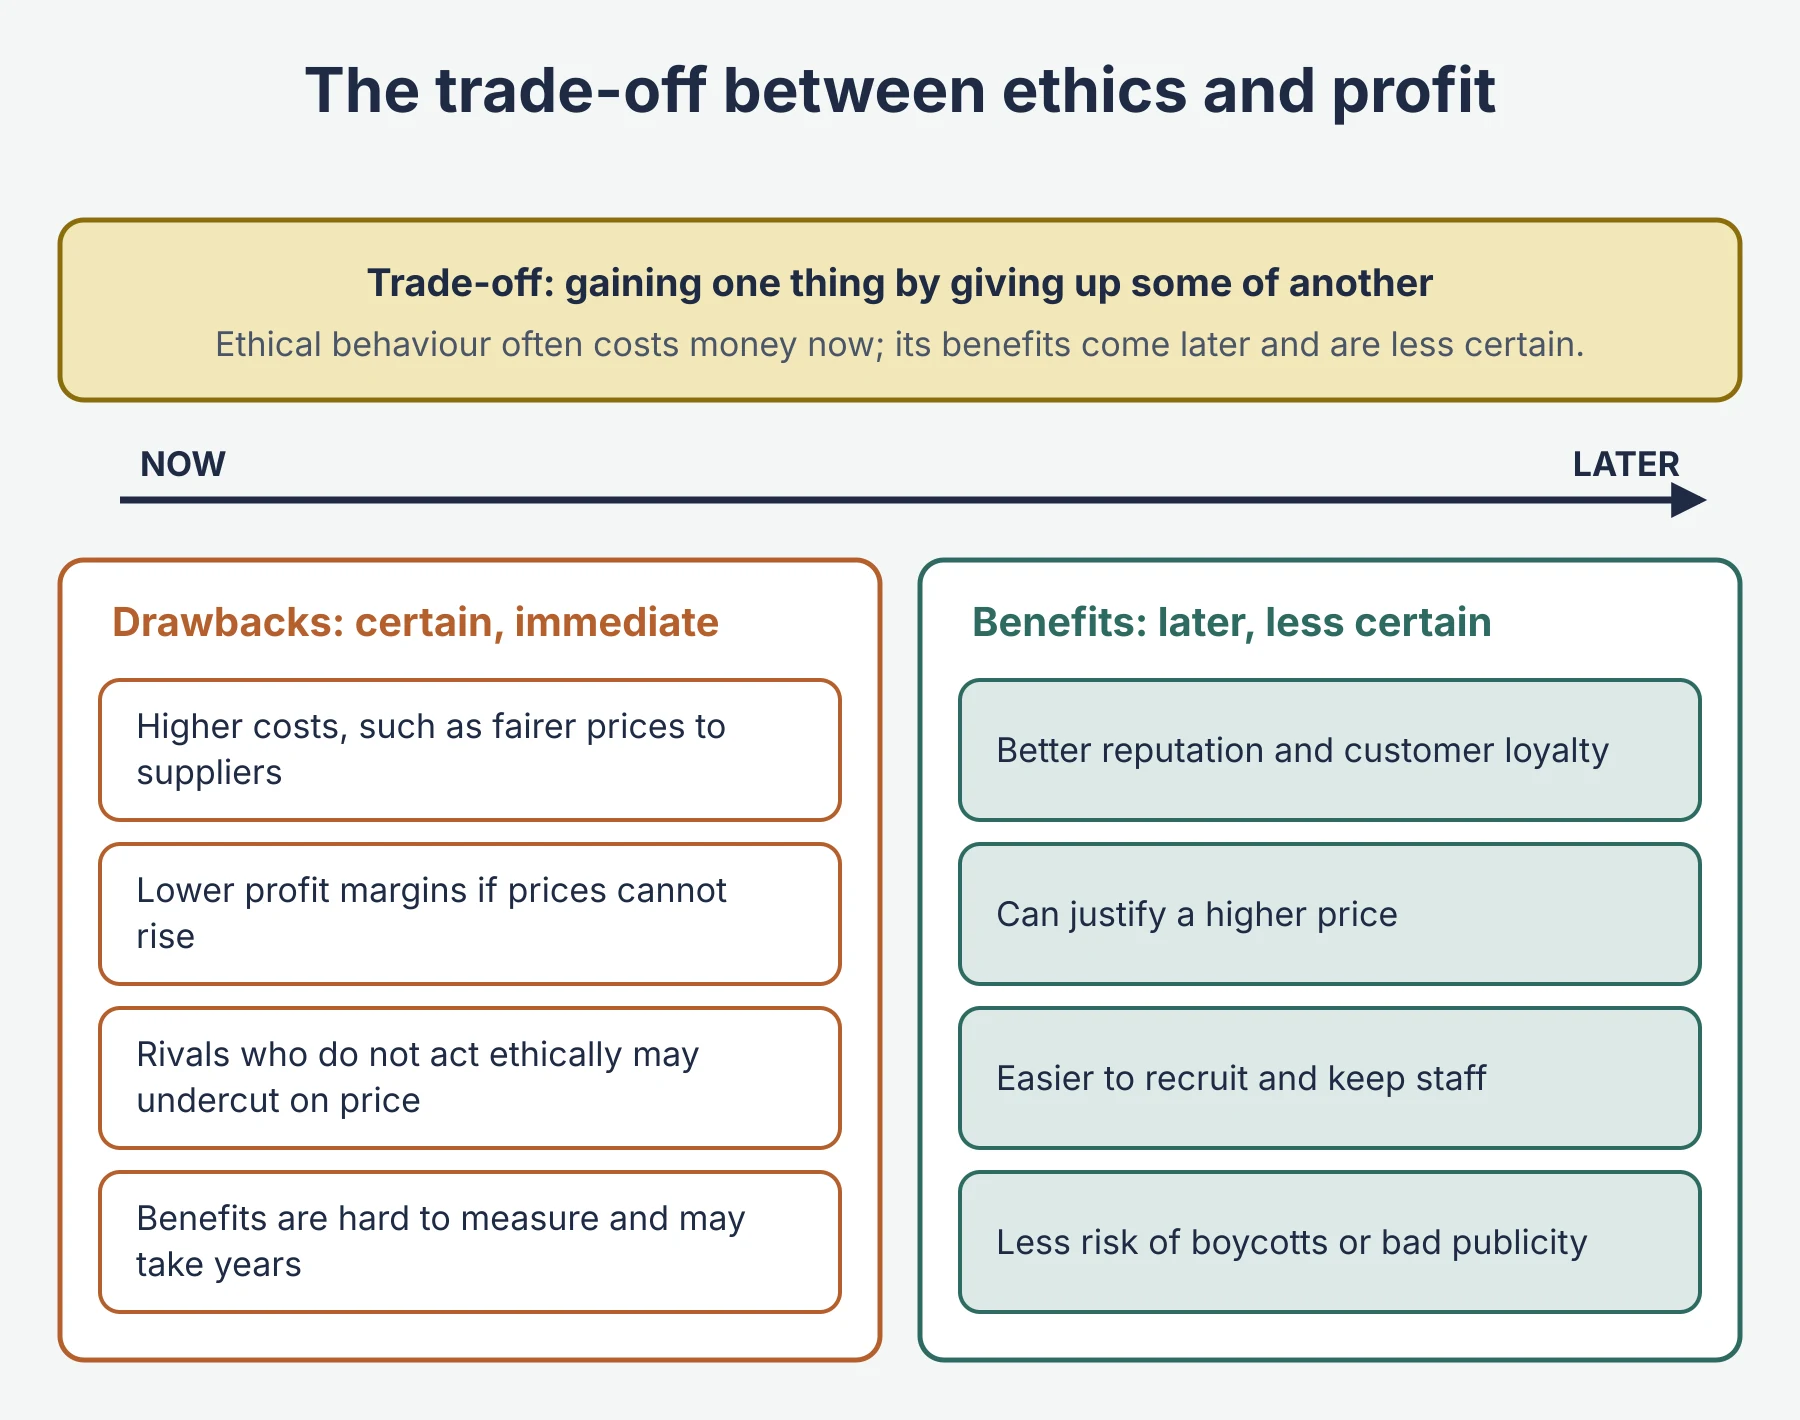 The trade-off between ethics and profit
Trade-off: gaining one thing by giving up some of another
Ethical behaviour often costs money now; its benefits come later and are less certain.
NOW
LATER
Drawbacks: certain, immediate
Higher costs, such as fairer prices to
suppliers
Lower profit margins if prices cannot
rise
Rivals who do not act ethically may
undercut on price
Benefits are hard to measure and may
take years
Benefits: later, less certain
Better reputation and customer loyalty
Can justify a higher price
Easier to recruit and keep staff
Less risk of boycotts or bad publicity